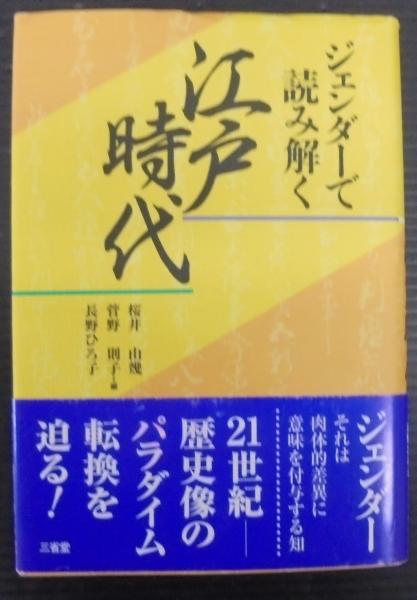 ジェンダーで
読み解く
江戸
時代
桜井 由幾
菅野 則子
長野ひろ子
編
ジェンダー
それは
肉体的差異に
意味を付与する知
21世紀──
歴史像の
パラダイム
転換を
迫る!
三省堂